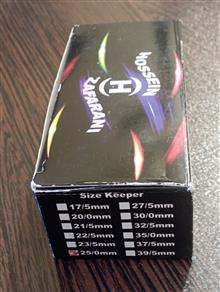 HOSSEIN
H
ZAFARANI
Size Keeper
17/5mm 27/5mm
20/0mm 30/0mm
21/5mm 32/5mm
22/5mm 35/0mm
23/5mm 37/5mm
25/0mm 39/5mm